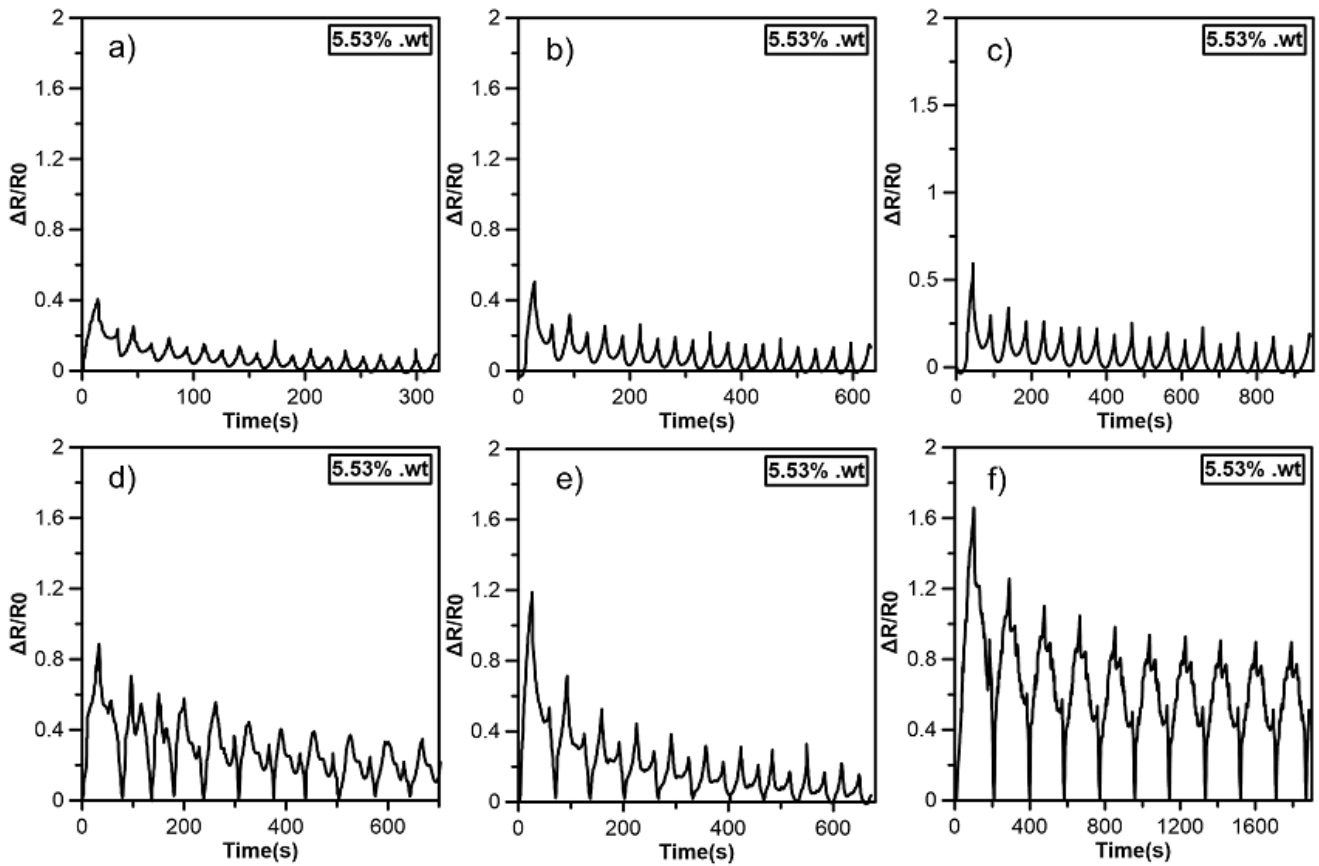 2
1.6
1.2
0.8
0.4
0
ΔR/R0
a)
5.53% .wt
0 100 200 300
Time(s)
2
1.6
1.2
0.8
0.4
0
ΔR/R0
b)
5.53% .wt
0 200 400 600
Time(s)
2
1.5
1
0.5
0
ΔR/R0
c)
5.53% .wt
0 200 400 600 800
Time(s)
2
1.6
1.2
0.8
0.4
0
ΔR/R0
d)
5.53% .wt
0 200 400 600
Time(s)
2
1.6
1.2
0.8
0.4
0
ΔR/R0
e)
5.53% .wt
0 200 400 600
Time(s)
2
1.6
1.2
0.8
0.4
0
ΔR/R0
f)
5.53% .wt
0 400 800 1200 1600
Time(s)